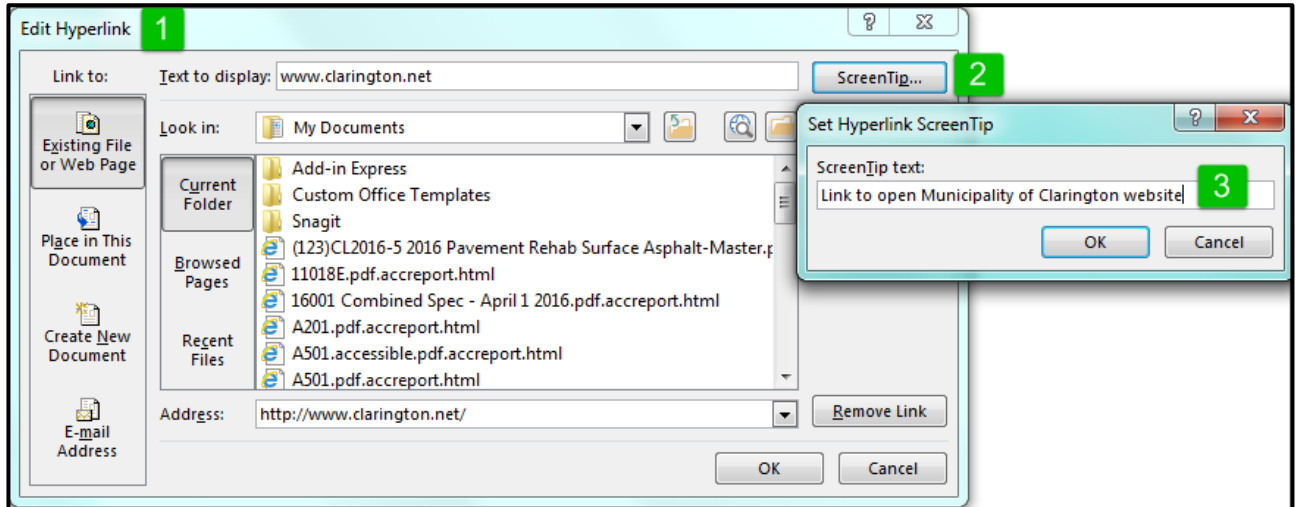 Edit Hyperlink 1
Link to:
Text to display: www.clarington.net
ScreenTip... 2
Existing File
or Web Page
Place in This
Document
Create New
Document
E-mail
Address
Look in: My Documents
Current
Folder
Browsed
Pages
Recent
Files
Add-in Express
Custom Office Templates
Snagit
(123)CL2016-5 2016 Pavement Rehab Surface Asphalt-Master.p
11018E.pdf.accreport.html
16001 Combined Spec - April 1 2016.pdf.accreport.html
A201.pdf.accreport.html
A501.accessible.pdf.accreport.html
A501.pdf.accreport.html
Address: http://www.clarington.net/
Remove Link
OK Cancel
Set Hyperlink ScreenTip
ScreenTip text:
Link to open Municipality of Clarington website 3
OK Cancel